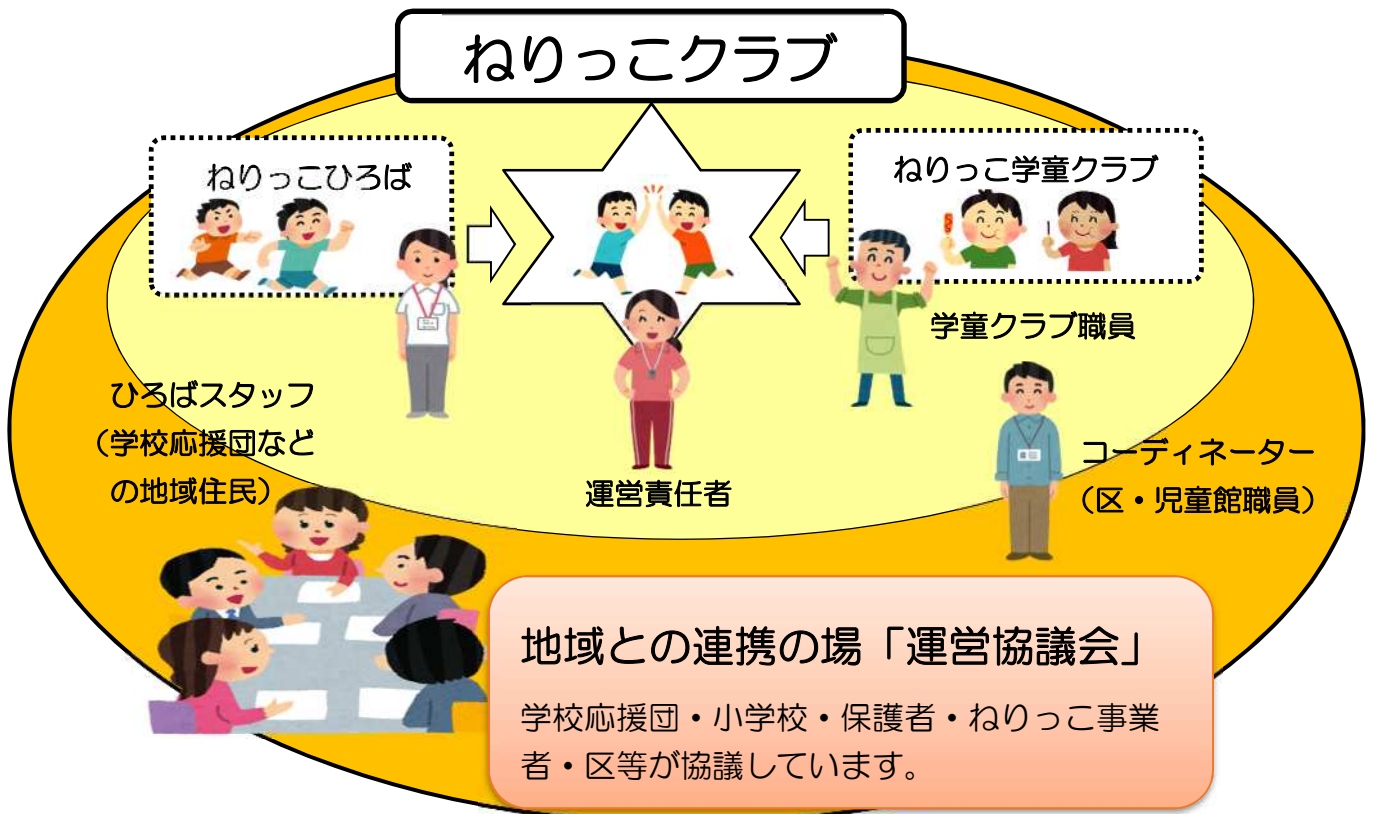 ねりっこクラブ
ねりっこひろば
ねりっこ学童クラブ
学童クラブ職員
ひろばスタッフ
（学校応援団など
の地域住民）
運営責任者
コーディネーター
（区・児童館職員）
地域との連携の場「運営協議会」
学校応援団・小学校・保護者・ねりっこ事業
者・区等が協議しています。